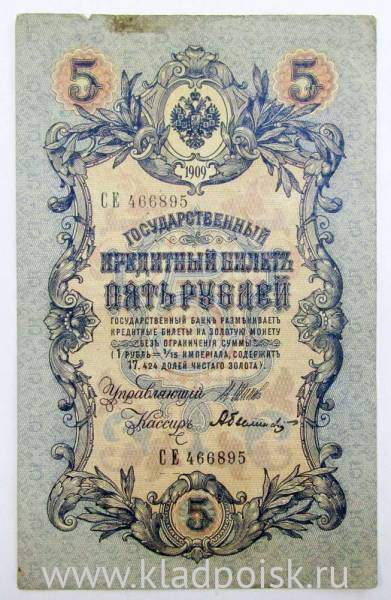 5 5
1909
СЕ 466895
ГОСУДАРСТВЕННЫЙ
КРЕДИТНЫЙ БИЛЕТЪ
ПЯТЬ РУБЛЕЙ
ГОСУДАРСТВЕННЫЙ БАНКЪ РАЗМѢНИВАЕТЪ
КРЕДИТНЫЕ БИЛЕТЫ НА ЗОЛОТУЮ МОНЕТУ
БЕЗЪ ОГРАНИЧЕНІЯ СУММЫ
(1 РУБЛЬ = 1/15 ИМПЕРІАЛА, СОДЕРЖИТЪ
17,424 ДОЛЕЙ ЧИСТАГО ЗОЛОТА).
Управляющій
Кассиръ
СЕ 466895
5
www.kladpoisk.ru